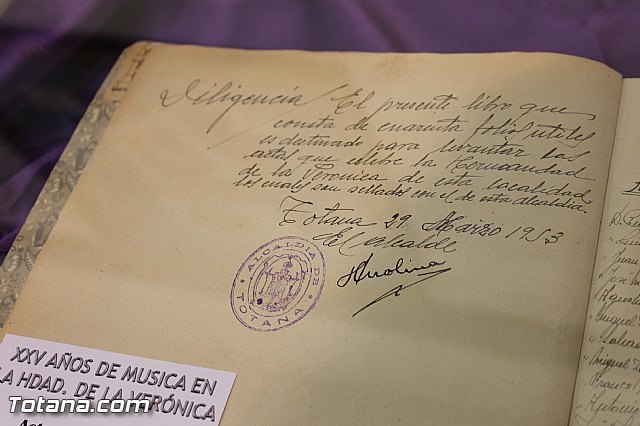 Diligencia / El presente libro que
consta de cuarenta folios útiles
es destinado para levantar las
actas que celebre la Hermandad
de la Verónica de esta localidad,
los cuales van sellados con el de esta alcaldia.
Totana 29 Marzo 1953
El Alcalde
ALCALDIA DE
TOTANA
XXV AÑOS DE MUSICA EN
LA HDAD. DE LA VERÓNICA
Totana.com